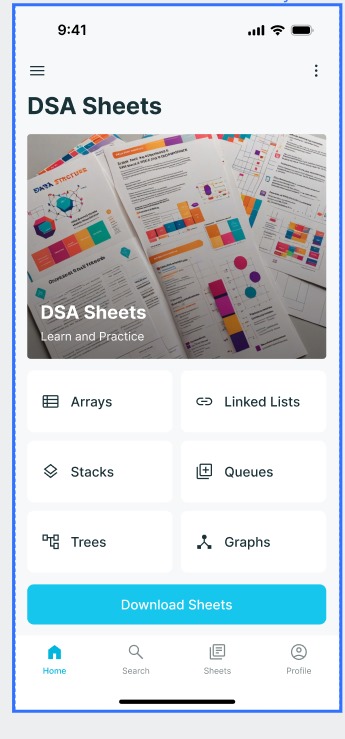 9:41
DSA Sheets
DATA STRUCTURE
DSA Sheets
Learn and Practice
Arrays
Linked Lists
Stacks
Queues
Trees
Graphs
Download Sheets
Home
Search
Sheets
Profile